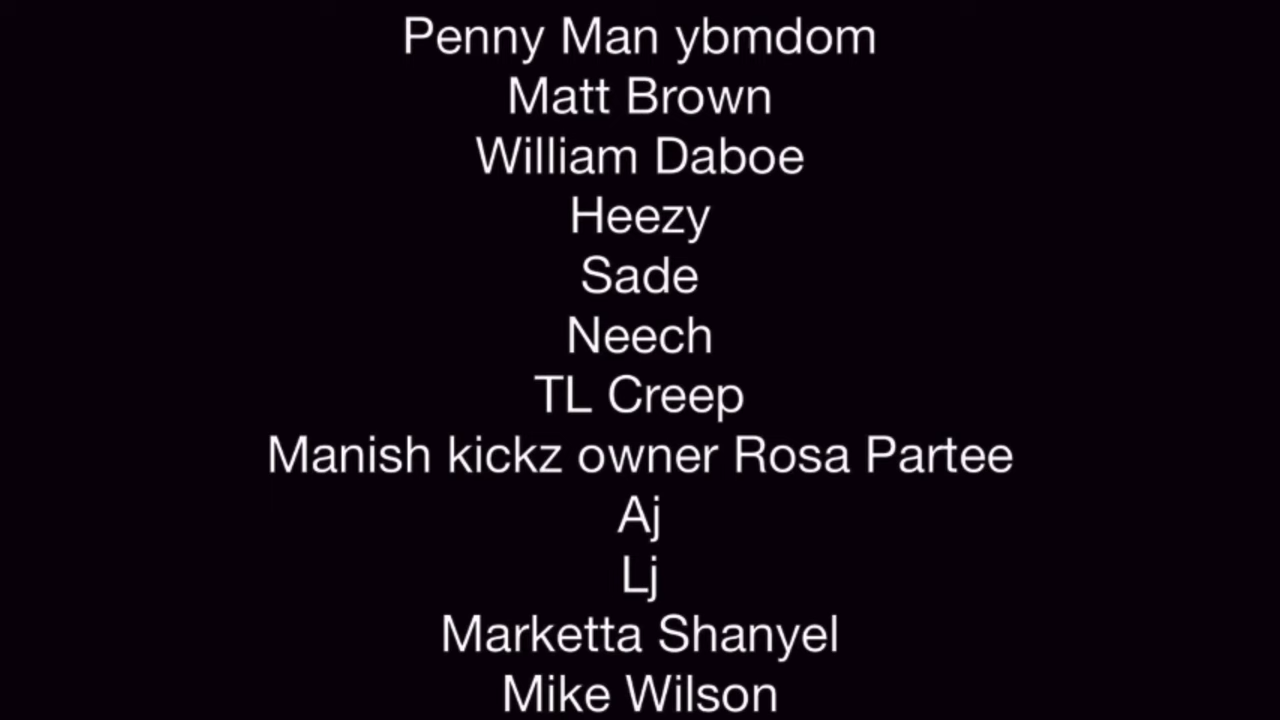 Penny Man ybmdom
Matt Brown
William Daboe
Heezy
Sade
Neech
TL Creep
Manish kickz owner Rosa Partee
Aj
Lj
Marketta Shanyel
Mike Wilson